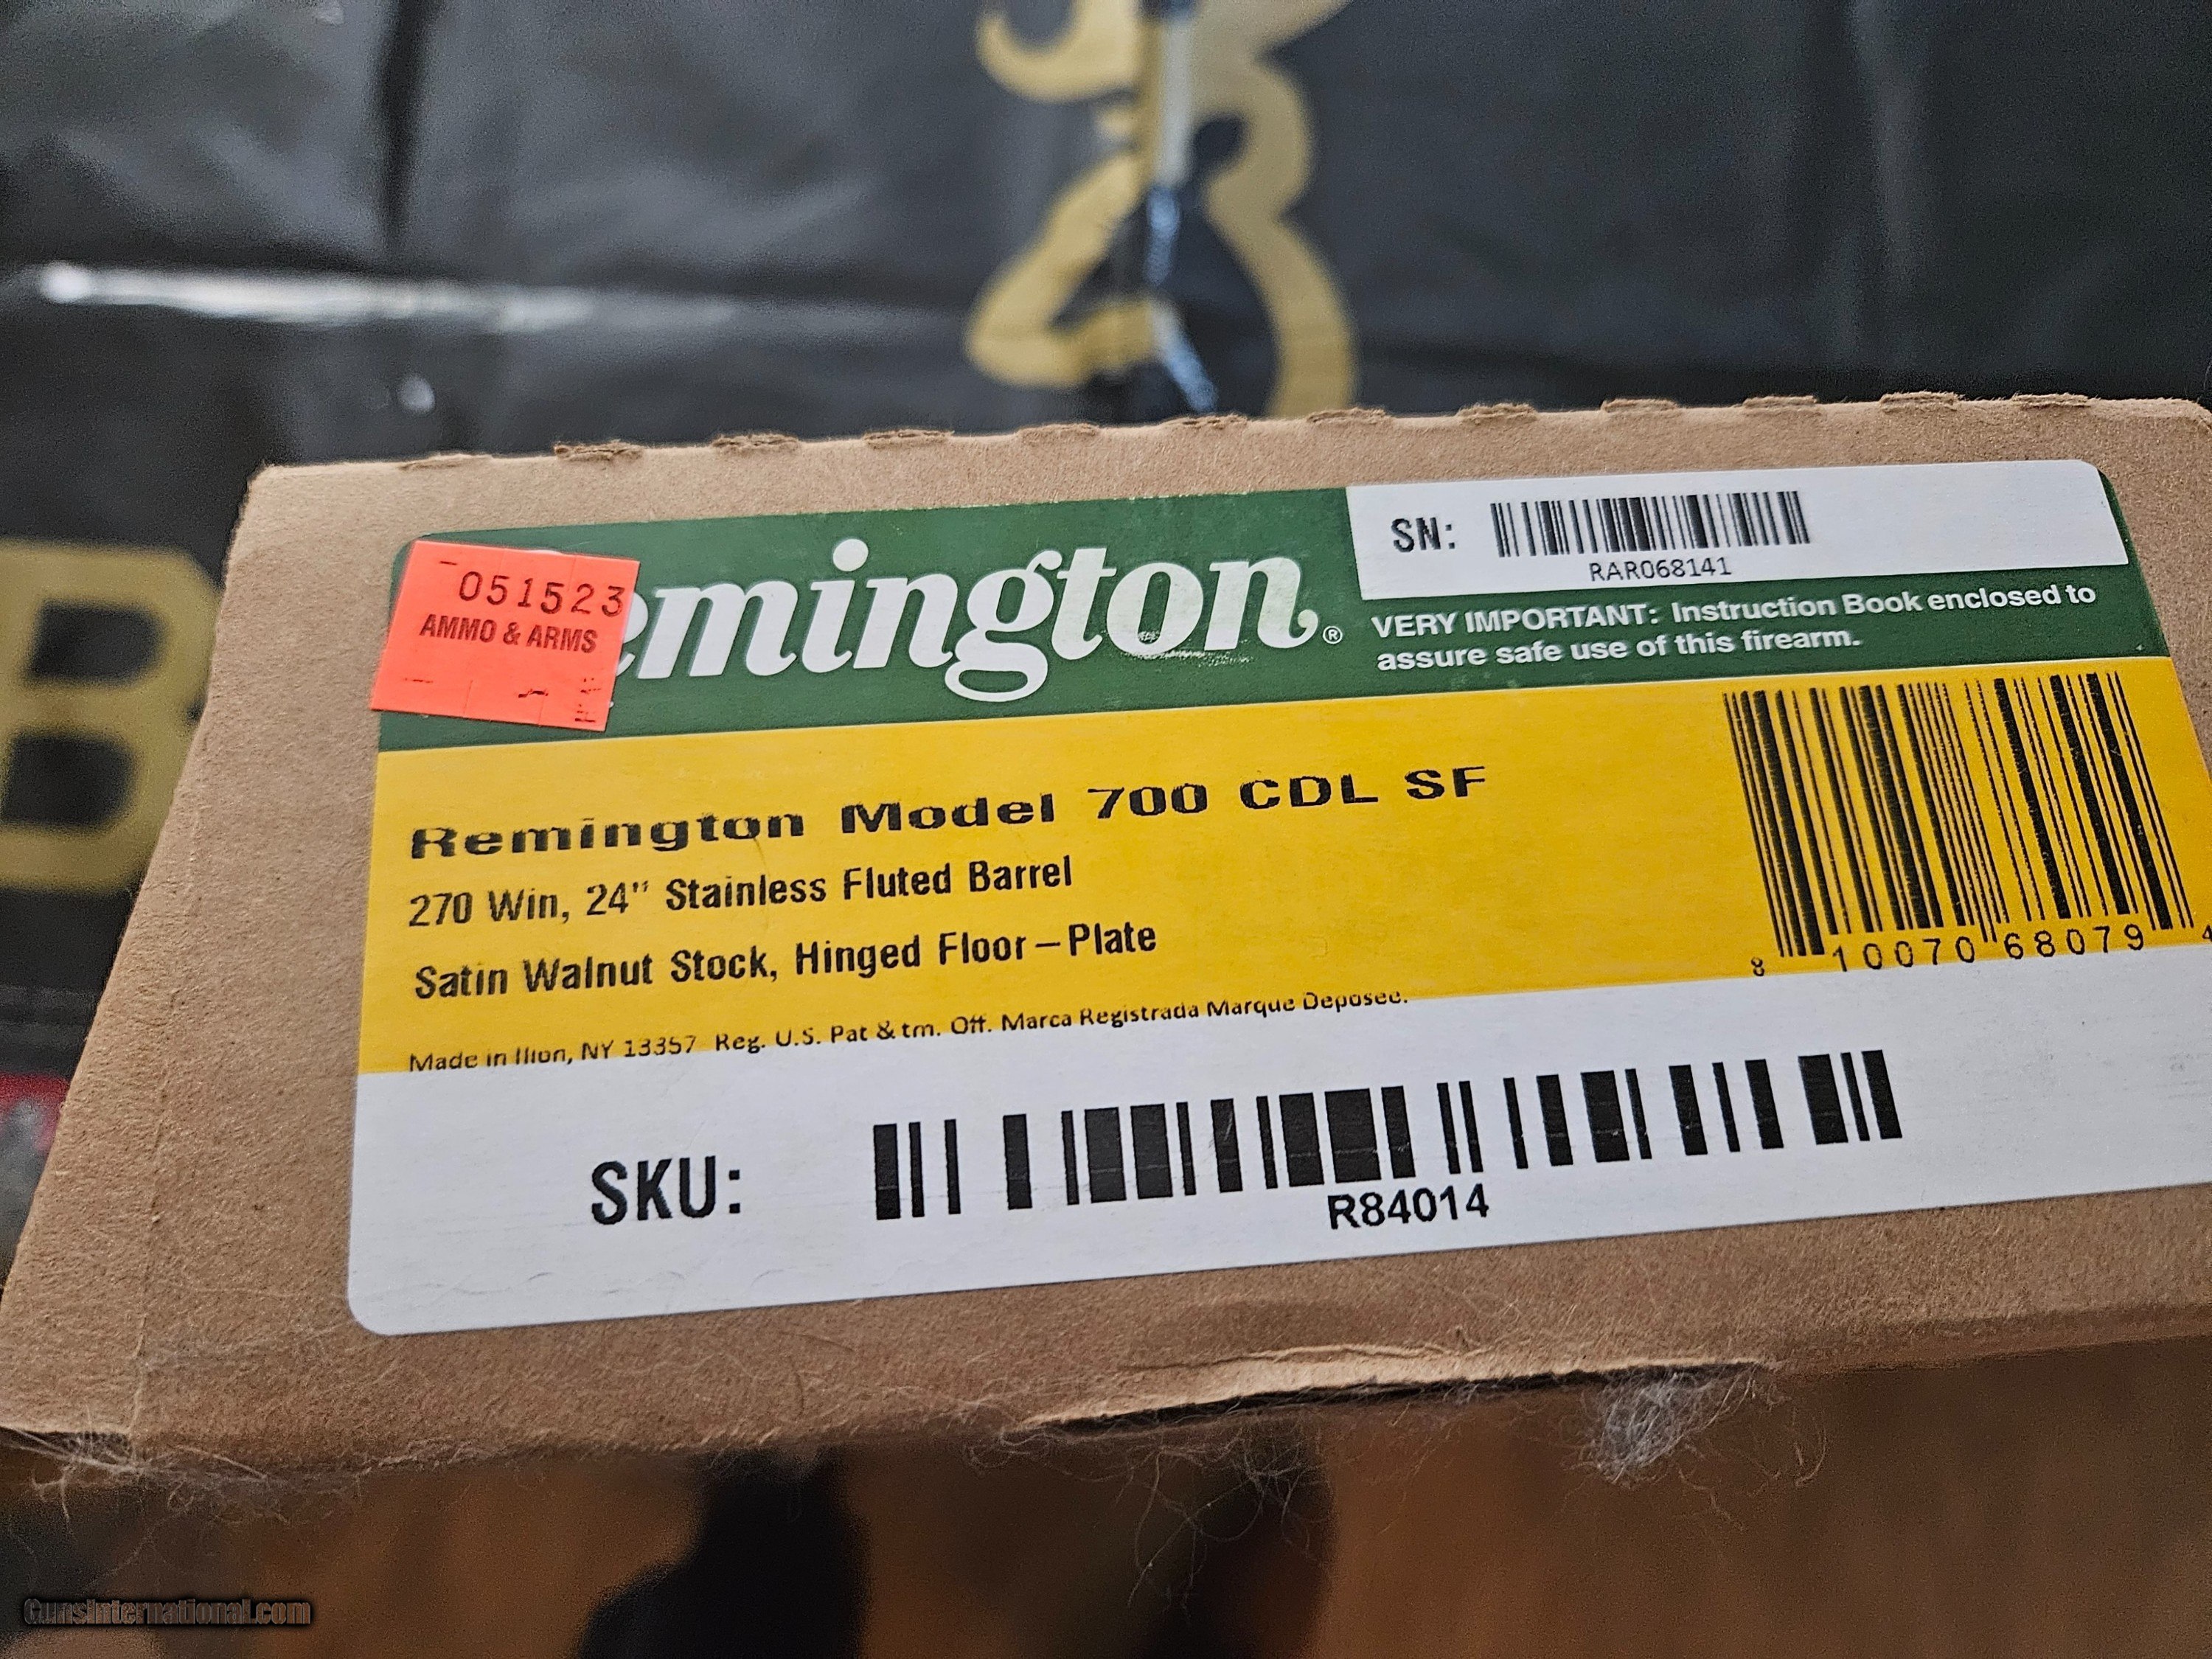 051523
AMMO & ARMS
emington®
SN:
RAR068141
VERY IMPORTANT: Instruction Book enclosed to
assure safe use of this firearm.
Remington Model 700 CDL SF
270 Win, 24" Stainless Fluted Barrel
Satin Walnut Stock, Hinged Floor-Plate
8 10070 68079 4
Made in Ilion, NY 13357 Reg. U.S. Pat & tm. Off. Marca Registrada Marque Deposee.
SKU:
R84014
B
GunsInternational.com